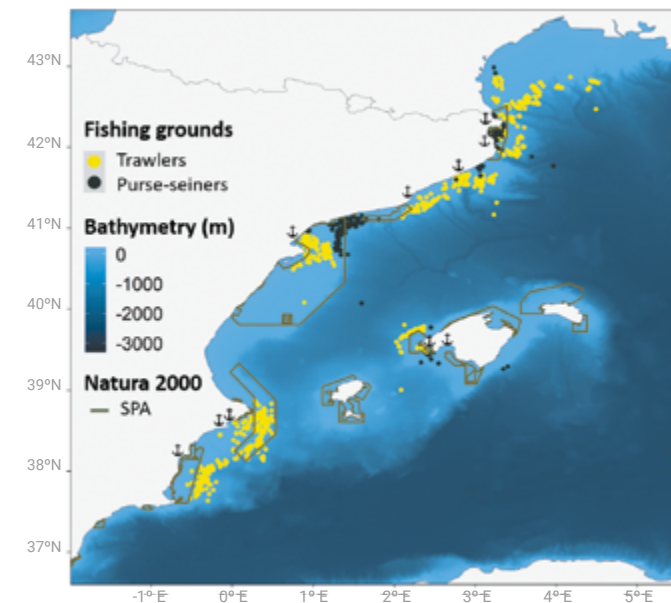 43°N
42°N
41°N
40°N
39°N
38°N
37°N
Fishing grounds
Trawlers
Purse-seiners
Bathymetry (m)
0
-1000
-2000
-3000
Natura 2000
SPA
-1°E 0°E 1°E 2°E 3°E 4°E 5°E